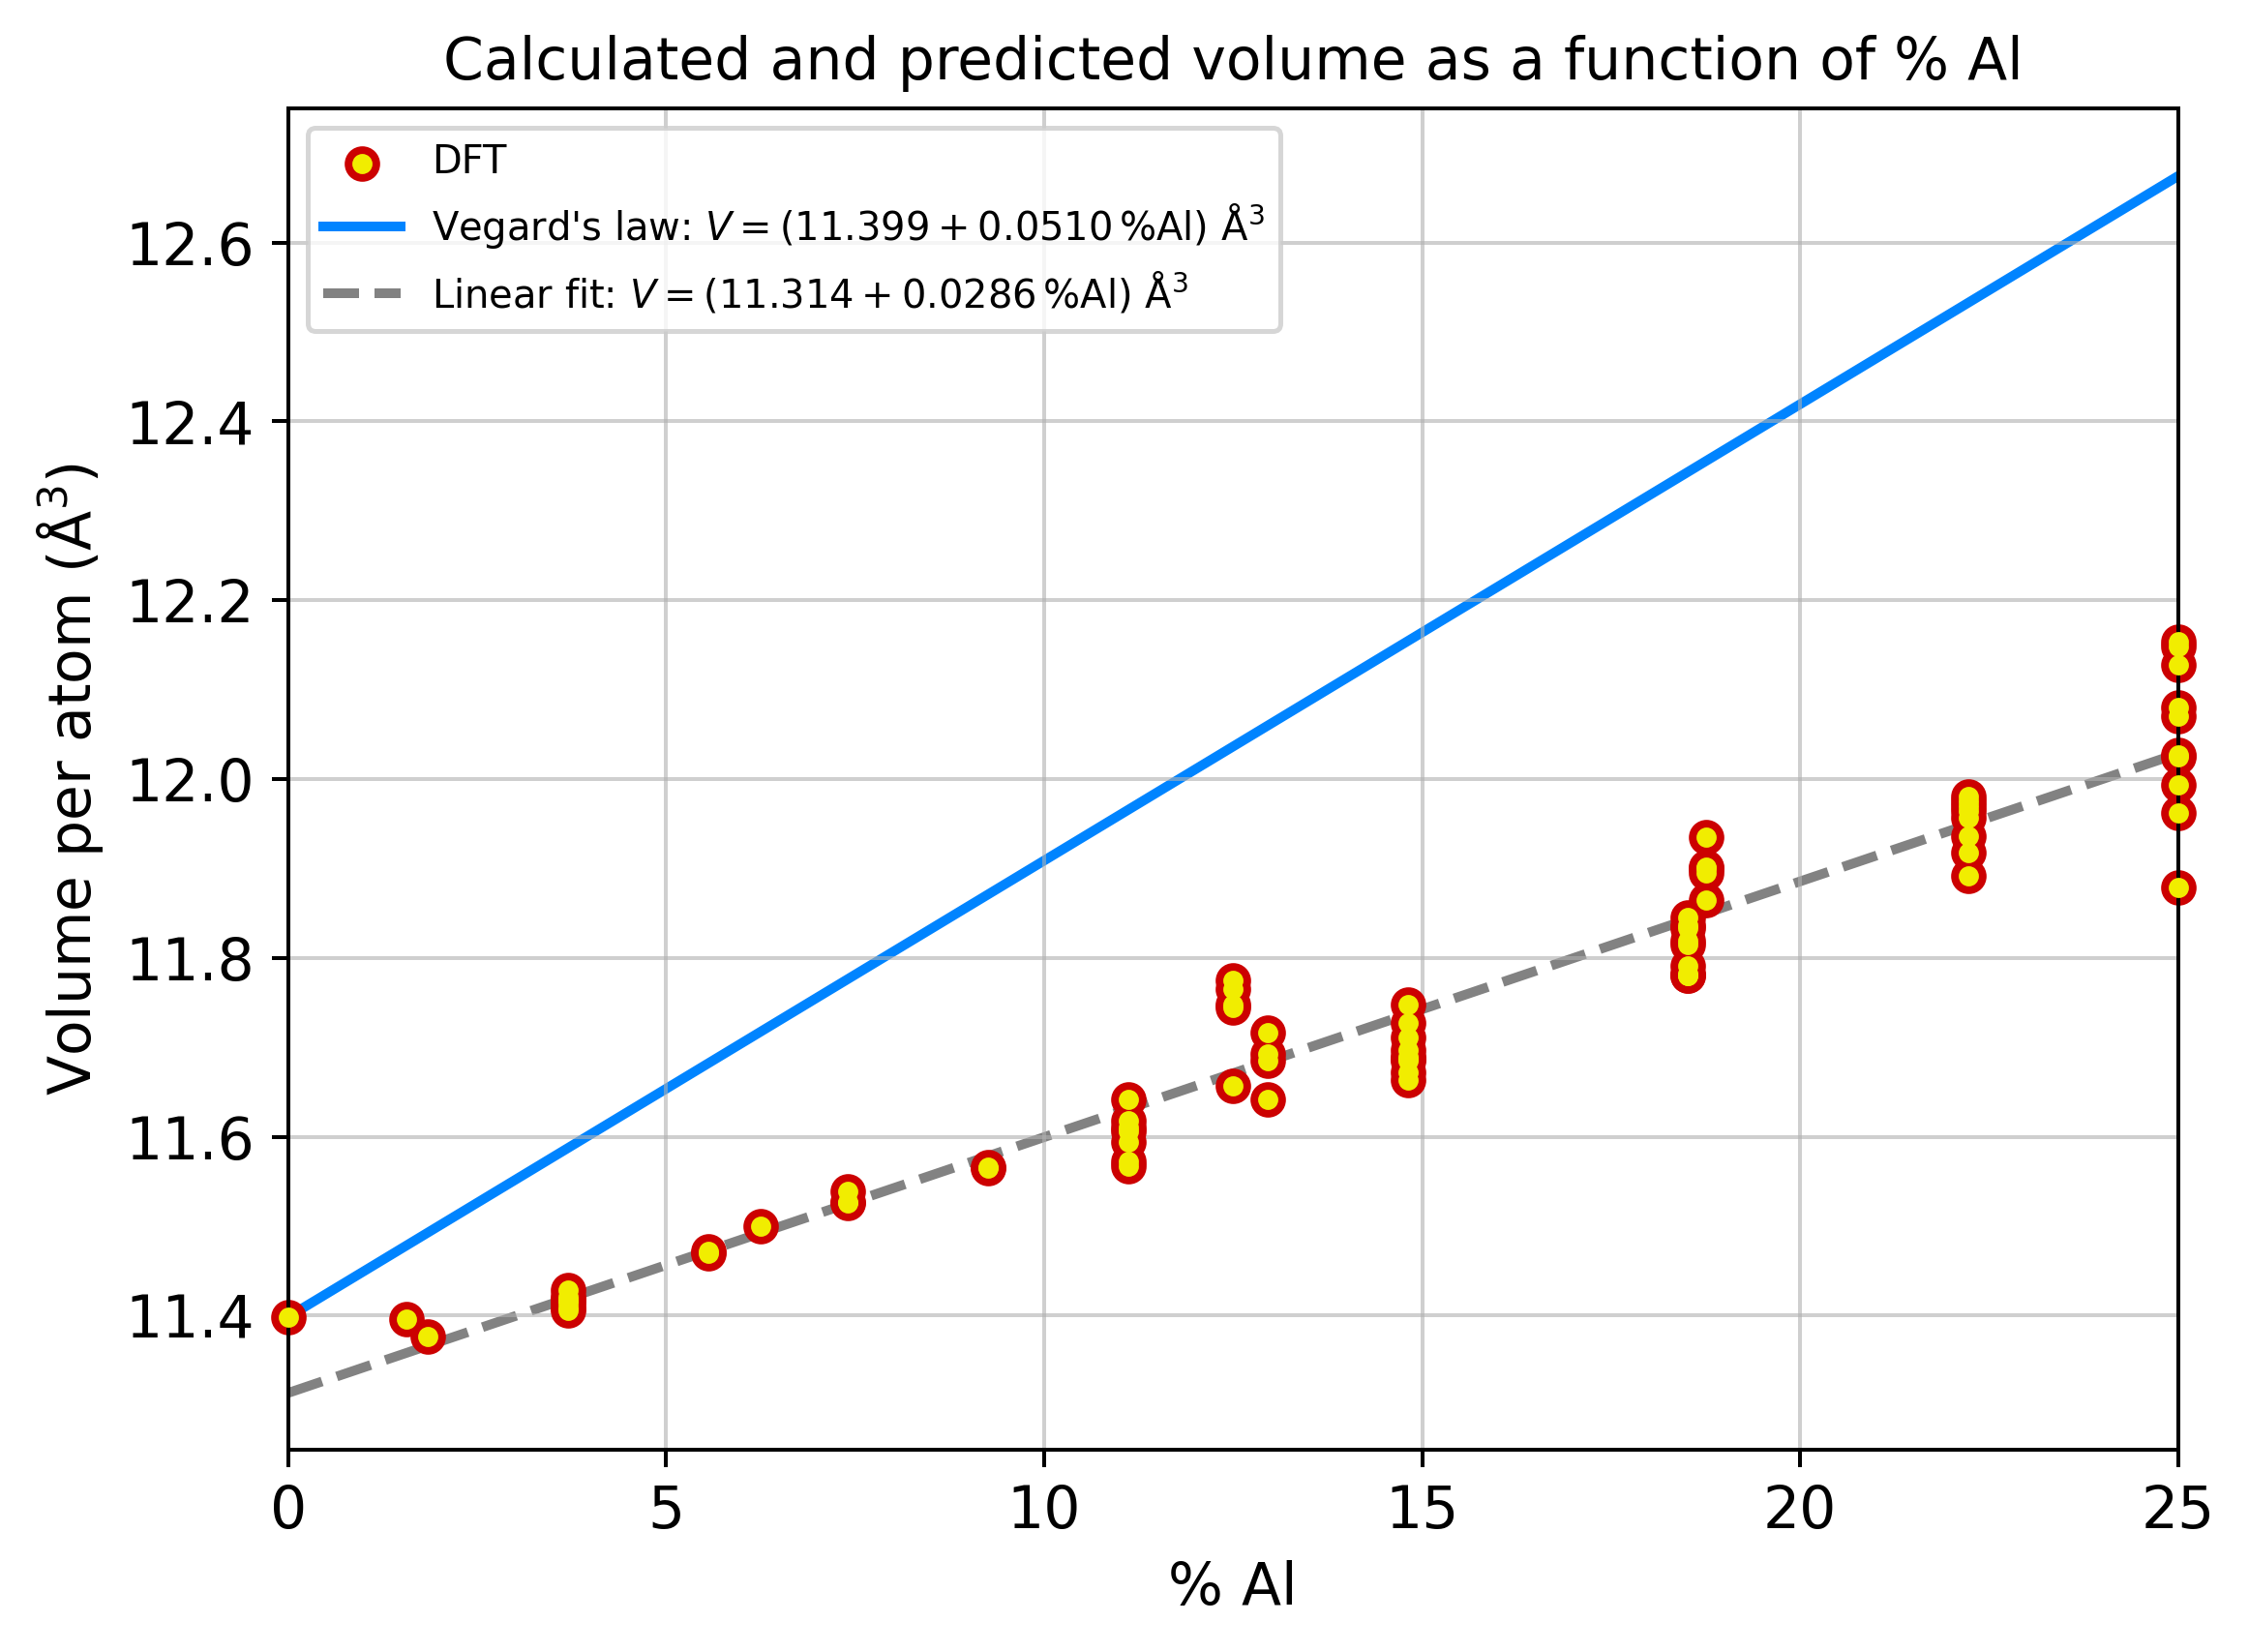 Calculated and predicted volume as a function of % Al
DFT
Vegard's law: V = (11.399 + 0.0510 %Al) Å³
Linear fit: V = (11.314 + 0.0286 %Al) Å³
Volume per atom (Å³)
12.6
12.4
12.2
12.0
11.8
11.6
11.4
0 5 10 15 20 25
% Al